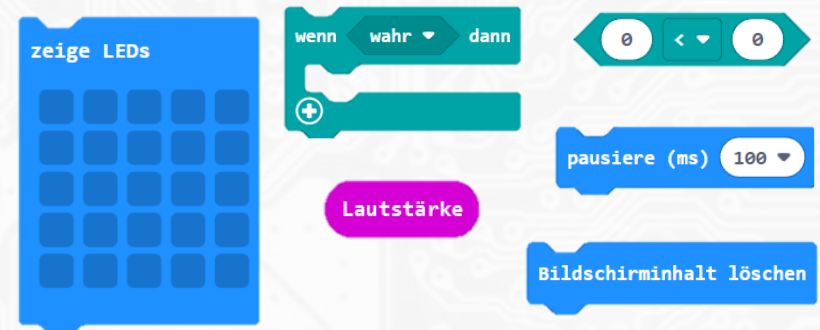 zeige LEDs
wenn wahr dann
0 < 0
pausiere (ms) 100
Lautstärke
Bildschirminhalt löschen